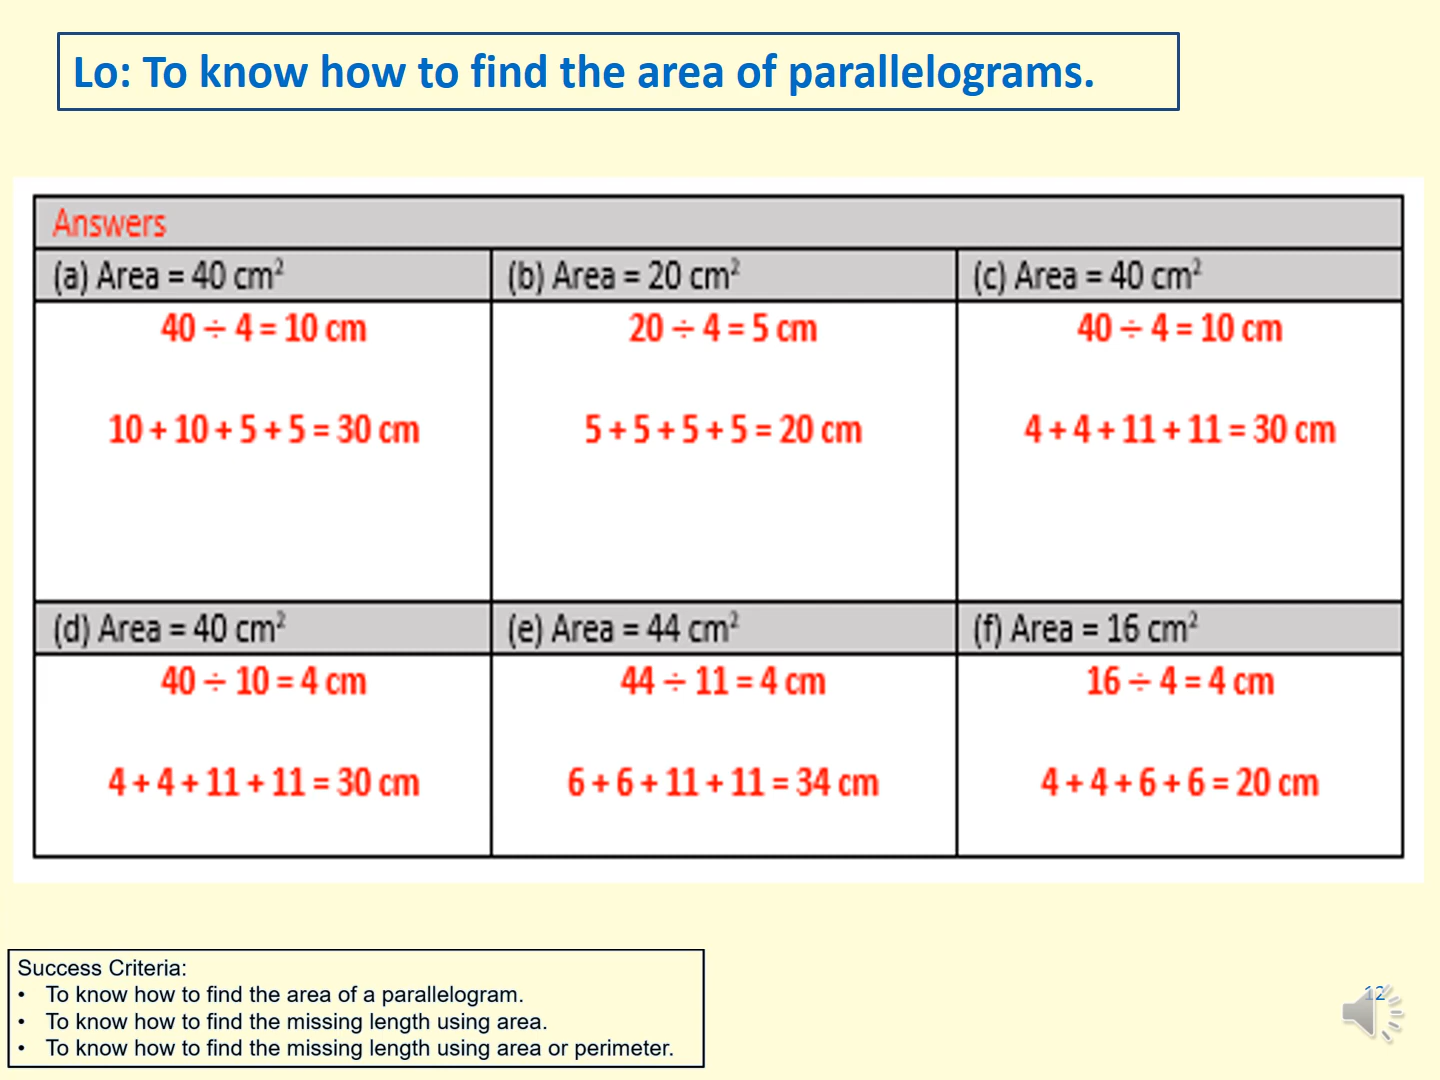 Lo: To know how to find the area of parallelograms.
Answers
(a) Area = 40 cm²
(b) Area = 20 cm²
(c) Area = 40 cm²
40 ÷ 4 = 10 cm
20 ÷ 4 = 5 cm
40 ÷ 4 = 10 cm
10 + 10 + 5 + 5 = 30 cm
5 + 5 + 5 + 5 = 20 cm
4 + 4 + 11 + 11 = 30 cm
(d) Area = 40 cm²
(e) Area = 44 cm²
(f) Area = 16 cm²
40 ÷ 10 = 4 cm
44 ÷ 11 = 4 cm
16 ÷ 4 = 4 cm
4 + 4 + 11 + 11 = 30 cm
6 + 6 + 11 + 11 = 34 cm
4 + 4 + 6 + 6 = 20 cm
Success Criteria:
• To know how to find the area of a parallelogram.
• To know how to find the missing length using area.
• To know how to find the missing length using area or perimeter.
12